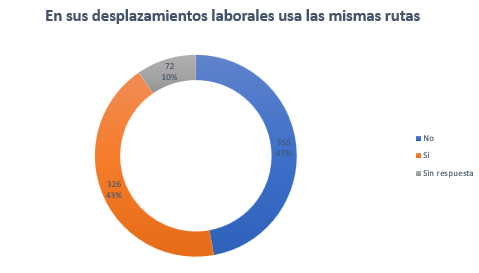 En sus desplazamientos laborales usa las mismas rutas
72
10%
355
47%
326
43%
No
Sí
Sin respuesta